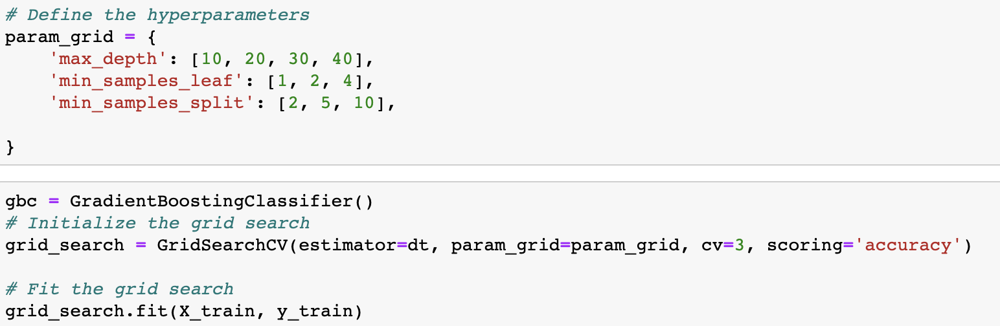 # Define the hyperparameters
param_grid = {
    'max_depth': [10, 20, 30, 40],
    'min_samples_leaf': [1, 2, 4],
    'min_samples_split': [2, 5, 10],
}
gbc = GradientBoostingClassifier()
# Initialize the grid search
grid_search = GridSearchCV(estimator=dt, param_grid=param_grid, cv=3, scoring='accuracy')
# Fit the grid search
grid_search.fit(X_train, y_train)